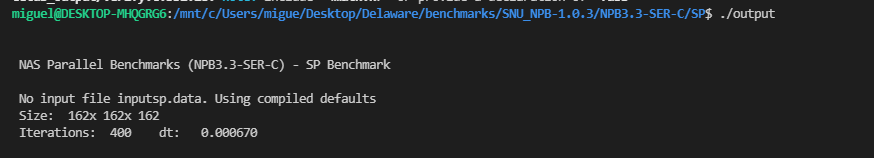 miguel@DESKTOP-MHQGRG6:/mnt/c/Users/migue/Desktop/Delaware/benchmarks/SNU_NPB-1.0.3/NPB3.3-SER-C/SP$ ./output
NAS Parallel Benchmarks (NPB3.3-SER-C) - SP Benchmark
No input file inputsp.data. Using compiled defaults
Size:  162x 162x 162
Iterations:  400    dt:   0.000670